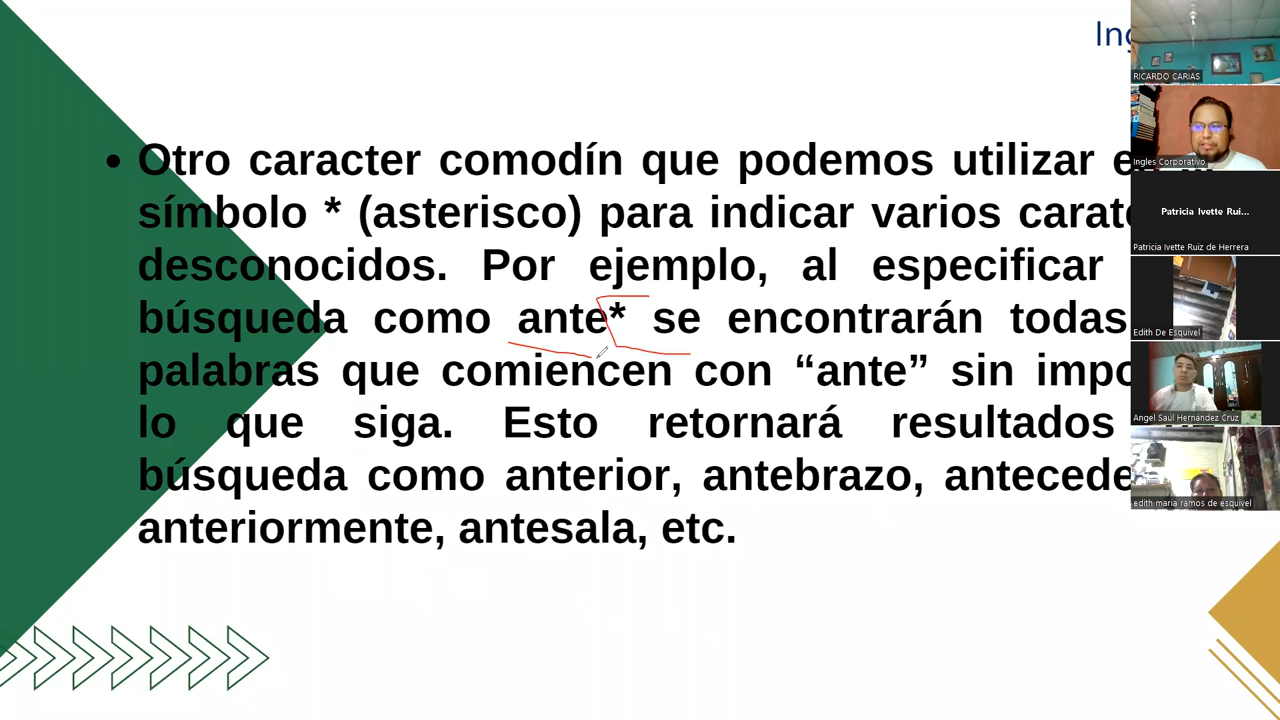 • Otro caracter comodín que podemos utilizar
símbolo * (asterisco) para indicar varios
desconocidos. Por ejemplo, al especificar
búsqueda como ante* se encontrarán todas
palabras que comiencen con “ante” sin
lo que siga. Esto retornará resultados
búsqueda como anterior, antebrazo,
anteriormente, antesala, etc.
RICARDO CARIAS
Ingles Corporativo
Patricia Ivette Rui...
Patricia Ivette Ruiz de Herrera
Edith De Esquivel
Angel Saúl Hernández Cruz
edith maria ramos de esquivel